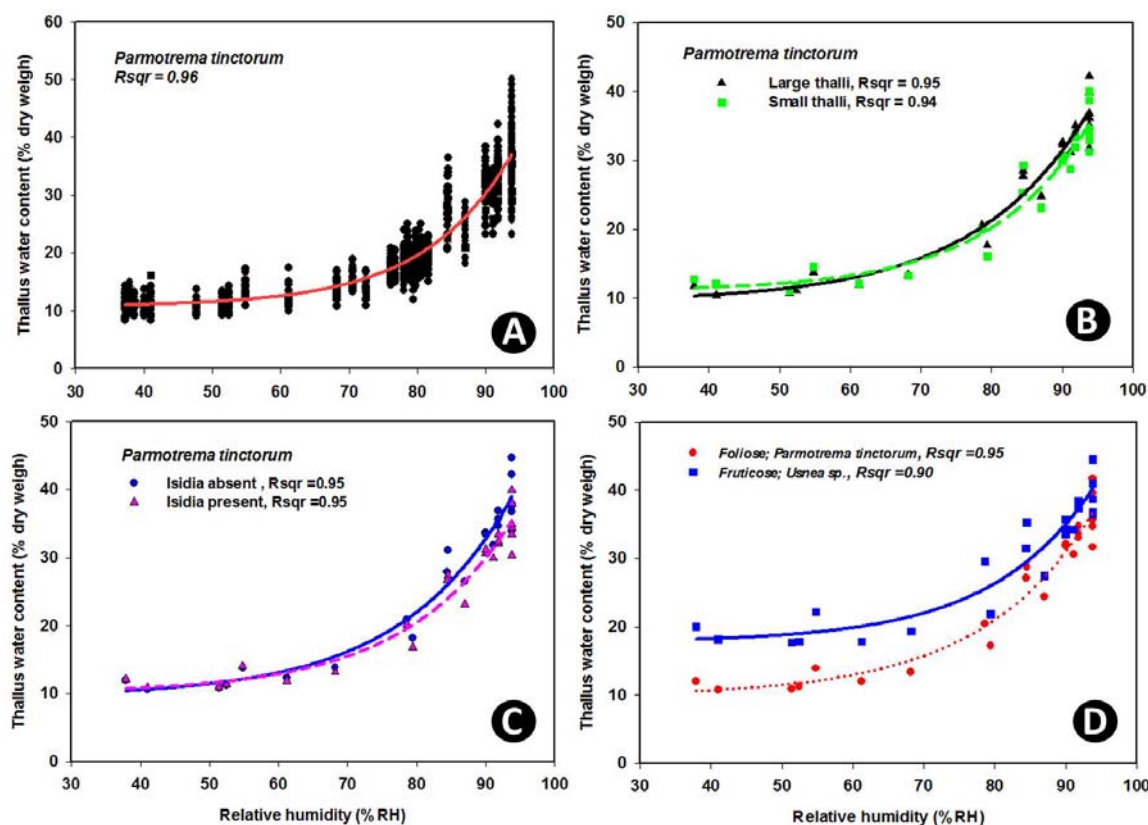 Thallus water content (% dry weigh)
60
50
40
30
20
10
0
Parmotrema tinctorum
Rsqr = 0.96
A
30 40 50 60 70 80 90 100
Thallus water content (% dry weigh)
50
40
30
20
10
0
Parmotrema tinctorum
Large thalli, Rsqr = 0.95
Small thalli, Rsqr = 0.94
B
30 40 50 60 70 80 90 100
Thallus water content (% dry weigh)
50
40
30
20
10
0
Parmotrema tinctorum
Isidia absent , Rsqr =0.95
Isidia present, Rsqr =0.95
C
30 40 50 60 70 80 90 100
Relative humidity (%RH)
Thallus water content (% dry weigh)
50
40
30
20
10
0
Foliose; Parmotrema tinctorum, Rsqr =0.95
Fruticose; Usnea sp., Rsqr =0.90
D
30 40 50 60 70 80 90 100
Relative humidity (%RH)